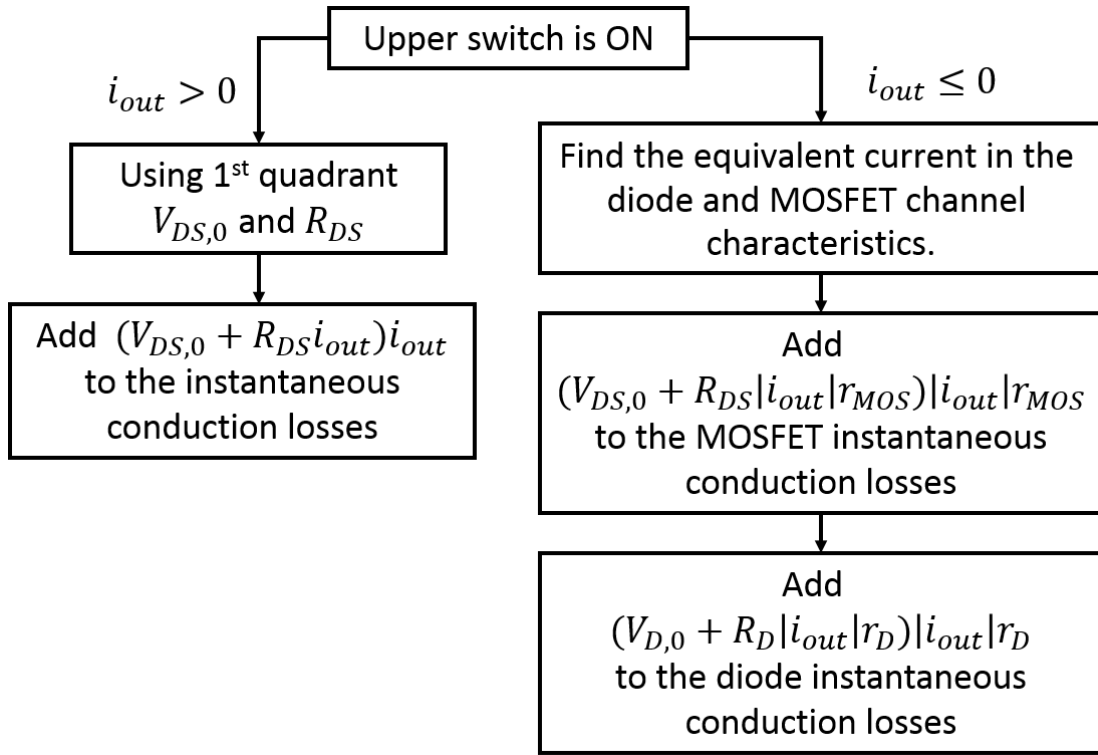 Upper switch is ON
i_out > 0
i_out ≤ 0
Using 1st quadrant
V_DS,0 and R_DS
Add (V_DS,0 + R_DS i_out)i_out
to the instantaneous
conduction losses
Find the equivalent current in the
diode and MOSFET channel
characteristics.
Add
(V_DS,0 + R_DS|i_out|r_MOS)|i_out|r_MOS
to the MOSFET instantaneous
conduction losses
Add
(V_D,0 + R_D|i_out|r_D)|i_out|r_D
to the diode instantaneous
conduction losses